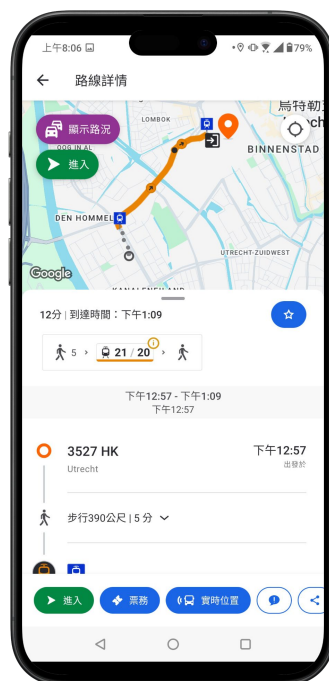 上午8:06
79%
路線詳情
顯示路況
進入
LOMBOK
BINNENSTAD
DEN HOMMEL
UTRECHT-ZUIDWEST
Google
12分 | 到達時間：下午1:09
5 › 21 / 20 ›
下午12:57 - 下午1:09
下午12:57
3527 HK
下午12:57
Utrecht
出發於
步行390公尺 | 5 分
進入
票務
實時位置